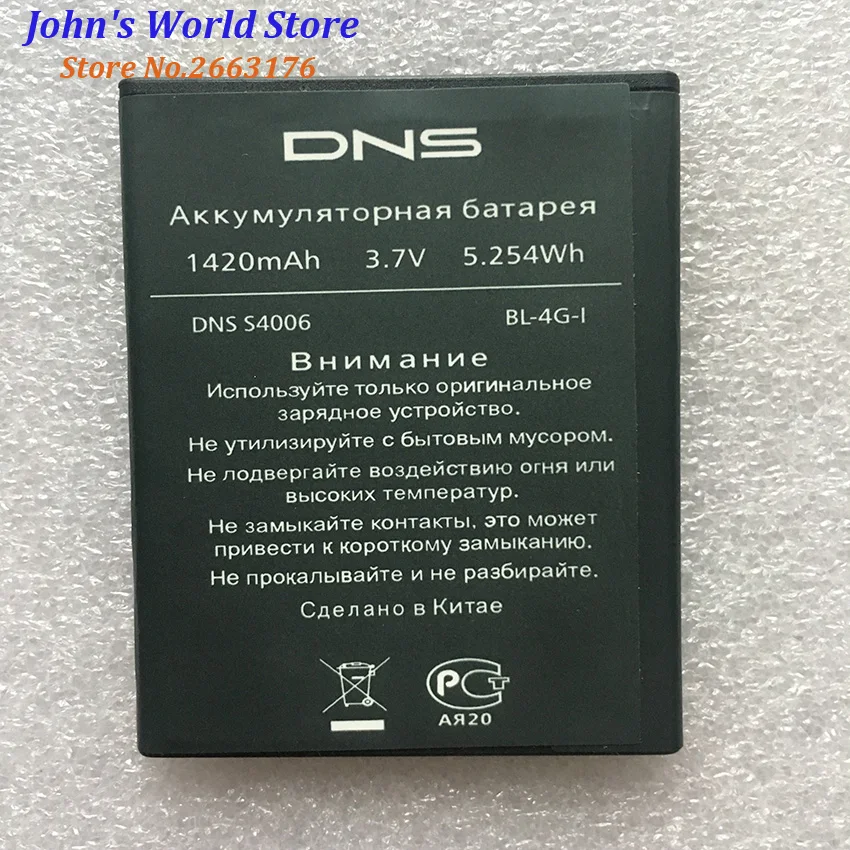 John's World Store
Store No.2663176
DNS
Аккумуляторная батарея
1420mAh 3.7V 5.254Wh
DNS S4006 BL-4G-I
Внимание
Используйте только оригинальное
зарядное устройство.
Не утилизируйте с бытовым мусором.
Не лодвергайте воздействию огня или
высоких температур.
Не замыкайте контакты, это может
привести к короткому замыканию.
Не прокалывайте и не разбирайте.
Сделано в Китае
РСТ
АЯ20